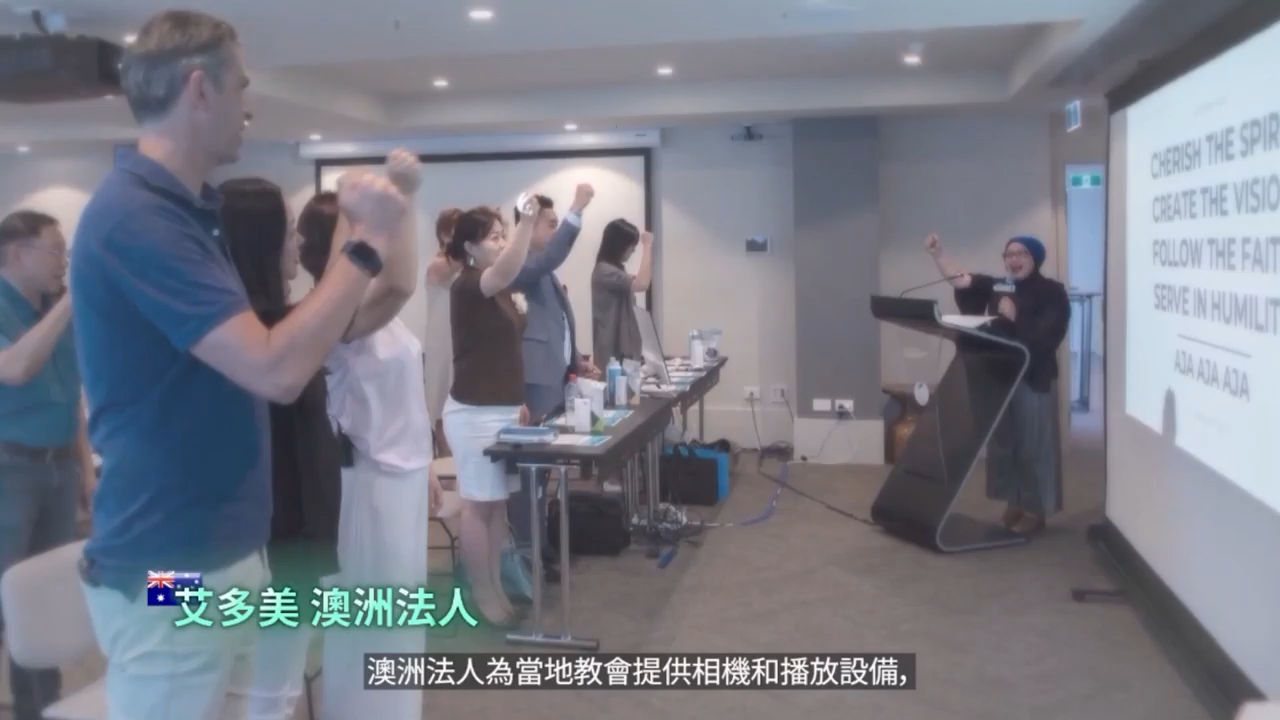 CHERISH THE SPIR
CREATE THE VISIO
FOLLOW THE FAIT
SERVE IN HUMILIT
AJA AJA AJA
艾多美 澳洲法人
澳洲法人為當地教會提供相機和播放設備,